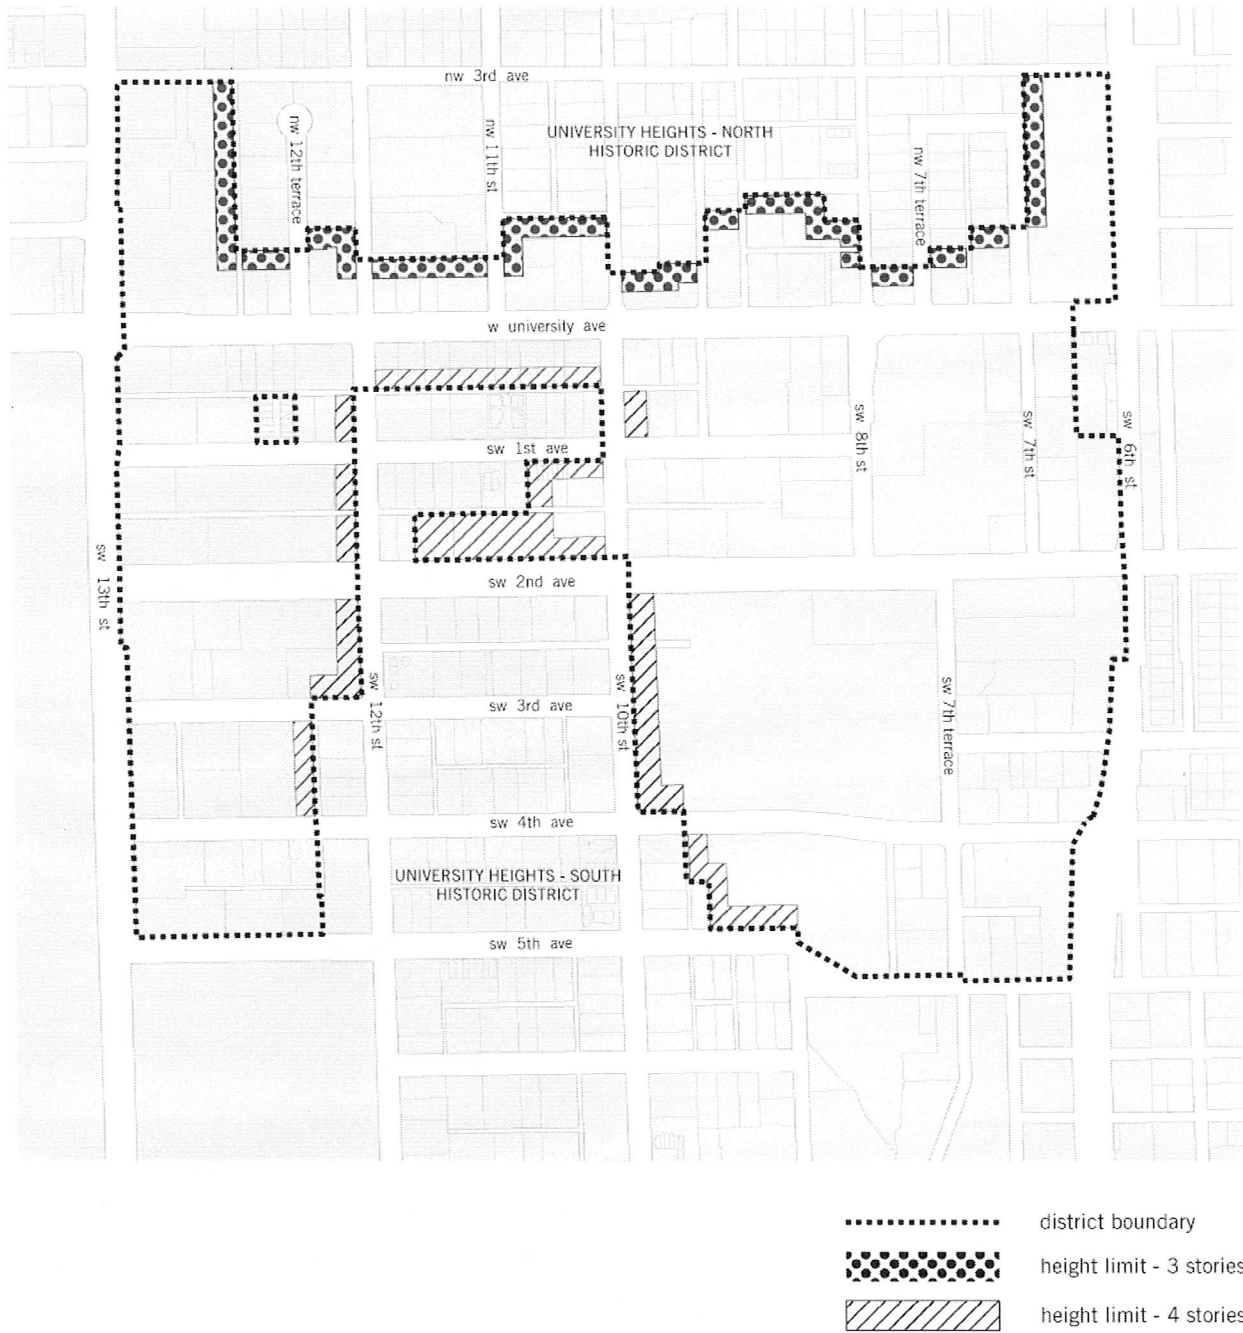 nw 3rd ave
UNIVERSITY HEIGHTS - NORTH
HISTORIC DISTRICT
nw 12th terrace
nw 11th st
nw 7th terrace
w university ave
sw 1st ave
sw 8th st
sw 7th st
sw 6th st
sw 13th st
sw 2nd ave
sw 12th st
sw 3rd ave
sw 10th st
sw 7th terrace
sw 4th ave
UNIVERSITY HEIGHTS - SOUTH
HISTORIC DISTRICT
sw 5th ave
district boundary
height limit - 3 stories
height limit - 4 stories